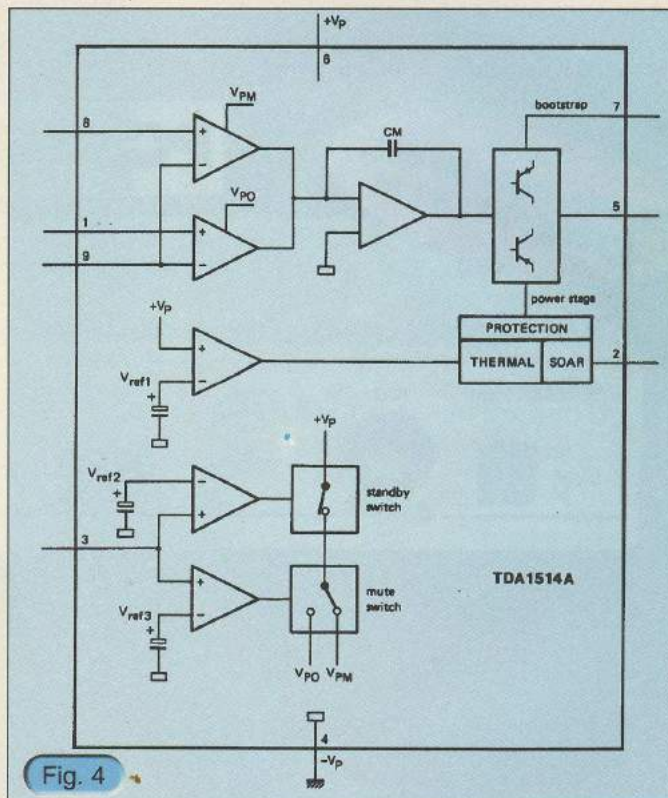 +VP
6
bootstrap
7
VPM
8
+
-
CM
VPO
5
1
+
9
-
power stage
+VP
PROTECTION
+
THERMAL
SOAR
2
Vref1
+
-
+VP
Vref2
+
-
standby
switch
+
3
TDA1514A
+
mute
switch
Vref3
+
-
VPO
VPM
4
-VP
Fig. 4